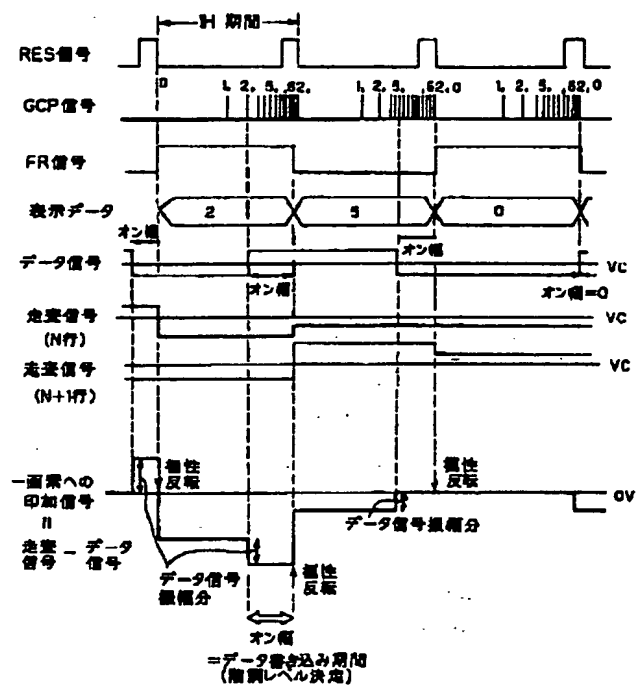 1H 期間
RES信号
0
1, 2, 5, 62,
1, 2, 5, 62, 0
1, 2, 5, 62, 0
GCP信号
FR信号
表示データ
2
5
0
オン幅
オン幅
データ信号
VC
オン幅
オン幅=0
走査信号
(N行)
VC
走査信号
(N+1行)
VC
極性
反転
極性
反転
一画素への
印加信号
0V
データ信号振幅分
=
走査
信号
−
データ
信号
データ信号
振幅分
極性
反転
オン幅
=データ書き込み期間
(階調レベル決定)